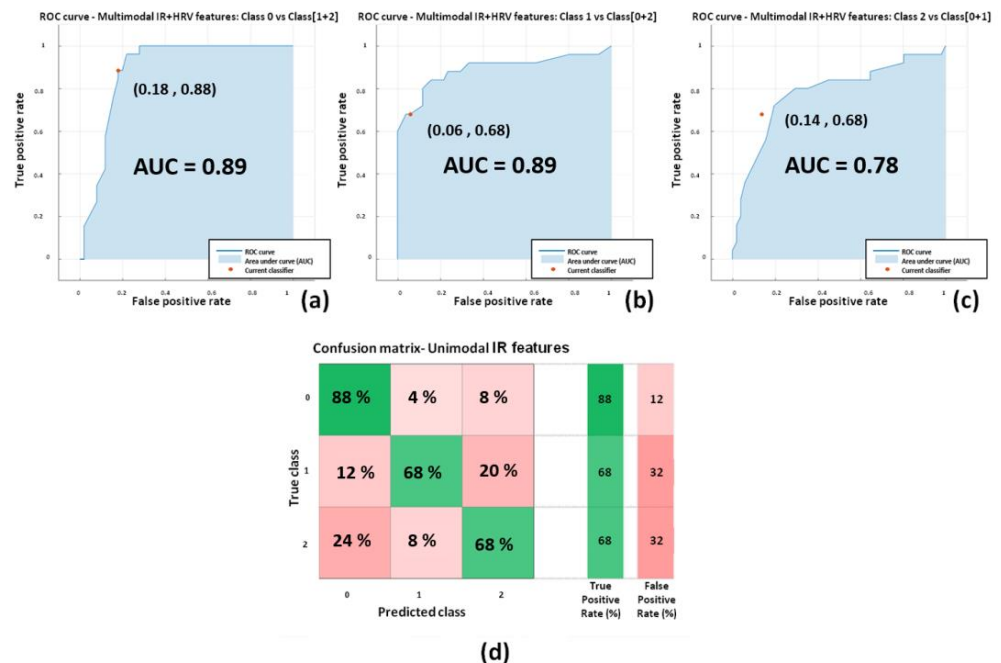 ROC curve - Multimodal IR+HRV features: Class 0 vs Class[1+2]
1
0.8
0.6
0.4
0.2
0
True positive rate
(0.18 , 0.88)
AUC = 0.89
ROC curve
Area under curve (AUC)
Current classifier
0 0.2 0.4 0.6 0.8 1
False positive rate
(a)
ROC curve - Multimodal IR+HRV features: Class 1 vs Class[0+2]
1
0.8
0.6
0.4
0.2
0
True positive rate
(0.06 , 0.68)
AUC = 0.89
ROC curve
Area under curve (AUC)
Current classifier
0 0.2 0.4 0.6 0.8 1
False positive rate
(b)
ROC curve - Multimodal IR+HRV features: Class 2 vs Class[0+1]
1
0.8
0.6
0.4
0.2
0
True positive rate
(0.14 , 0.68)
AUC = 0.78
ROC curve
Area under curve (AUC)
Current classifier
0 0.2 0.4 0.6 0.8 1
False positive rate
(c)
Confusion matrix- Unimodal IR features
True class
0 88 % 4 % 8 % 88 12
1 12 % 68 % 20 % 68 32
2 24 % 8 % 68 % 68 32
0 1 2
Predicted class
True
Positive
Rate (%)
False
Positive
Rate (%)
(d)